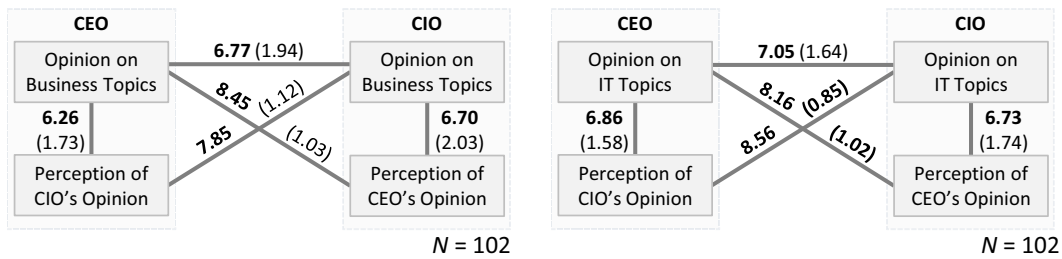 CEO
CIO
Opinion on
Business Topics
6.77 (1.94)
Opinion on
Business Topics
8.45 (1.03)
7.85 (1.12)
6.26
(1.73)
6.70
(2.03)
Perception of
CIO’s Opinion
Perception of
CEO’s Opinion
N = 102
CEO
CIO
Opinion on
IT Topics
7.05 (1.64)
Opinion on
IT Topics
8.16 (1.02)
8.56 (0.85)
6.86
(1.58)
6.73
(1.74)
Perception of
CIO’s Opinion
Perception of
CEO’s Opinion
N = 102